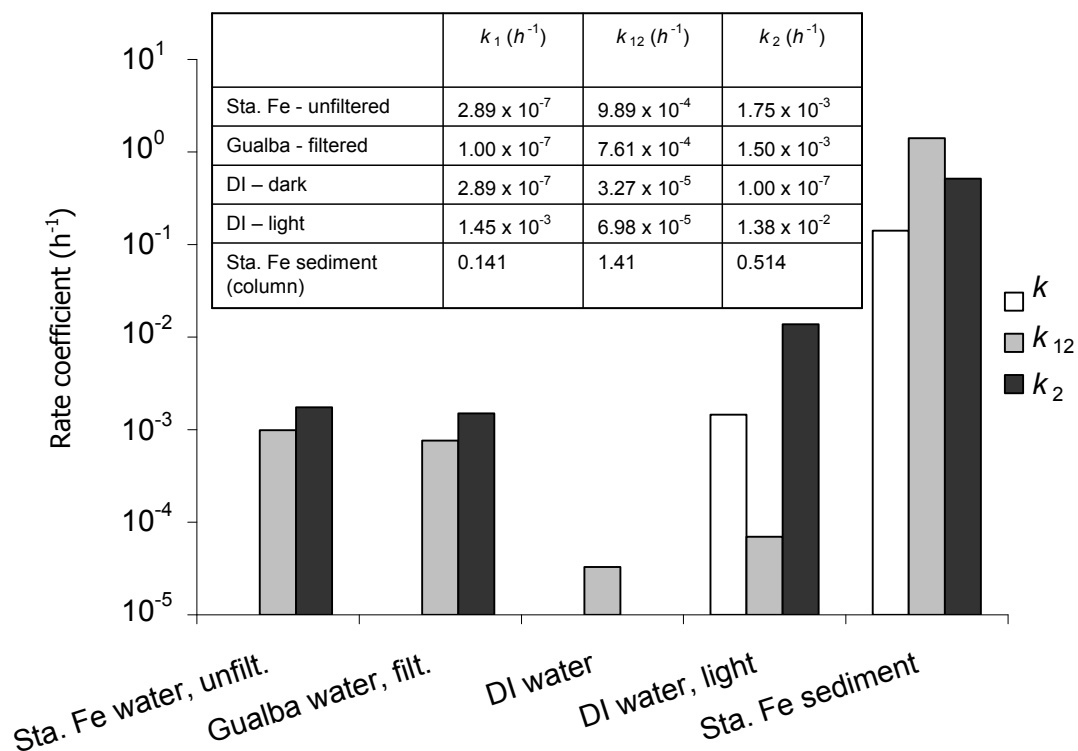 k₁ (h⁻¹) k₁₂ (h⁻¹) k₂ (h⁻¹)
Sta. Fe - unfiltered 2.89 x 10⁻⁷ 9.89 x 10⁻⁴ 1.75 x 10⁻³
Gualba - filtered 1.00 x 10⁻⁷ 7.61 x 10⁻⁴ 1.50 x 10⁻³
DI – dark 2.89 x 10⁻⁷ 3.27 x 10⁻⁵ 1.00 x 10⁻⁷
DI – light 1.45 x 10⁻³ 6.98 x 10⁻⁵ 1.38 x 10⁻²
Sta. Fe sediment 0.141 1.41 0.514
(column)
Rate coefficient (h⁻¹)
10¹
10⁰
10⁻¹
10⁻²
10⁻³
10⁻⁴
10⁻⁵
k
k₁₂
k₂
Sta. Fe water, unfilt.
Gualba water, filt.
DI water
DI water, light
Sta. Fe sediment